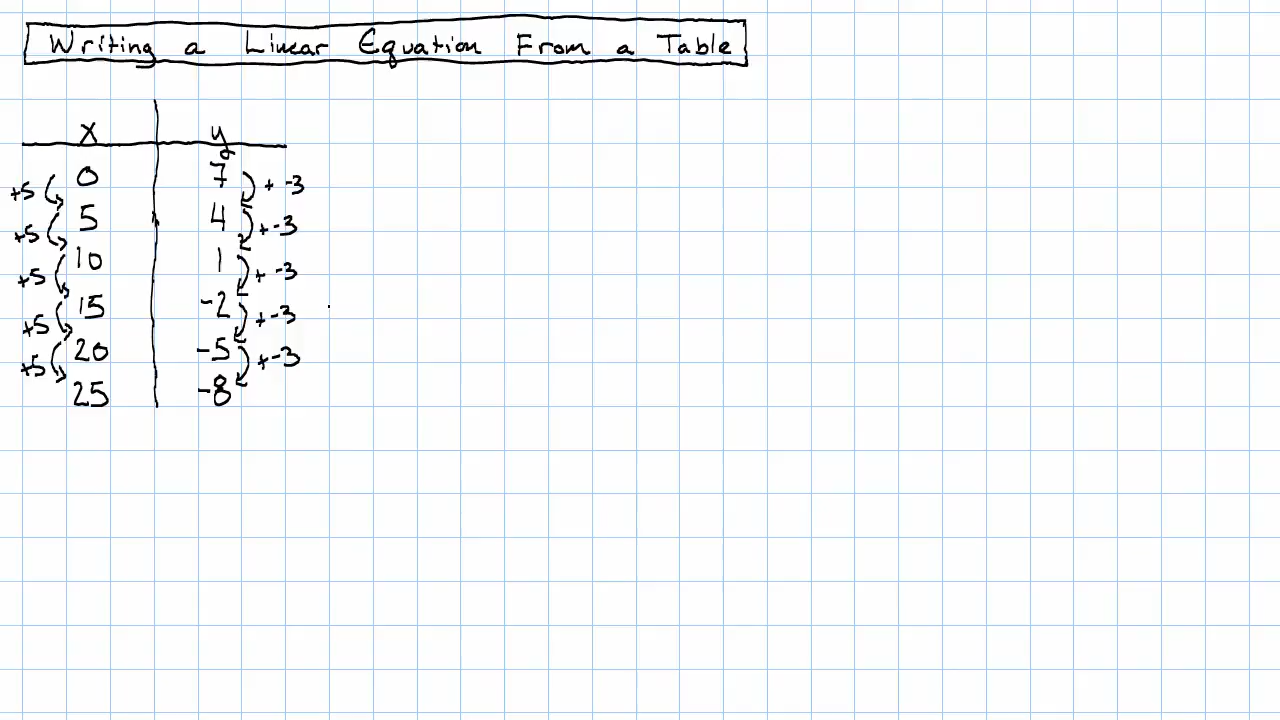 Writing a Linear Equation From a Table
x y
0 7
+5 + -3
5 4
+5 + -3
10 1
+5 + -3
15 -2
+5 + -3
20 -5
+5 + -3
25 -8